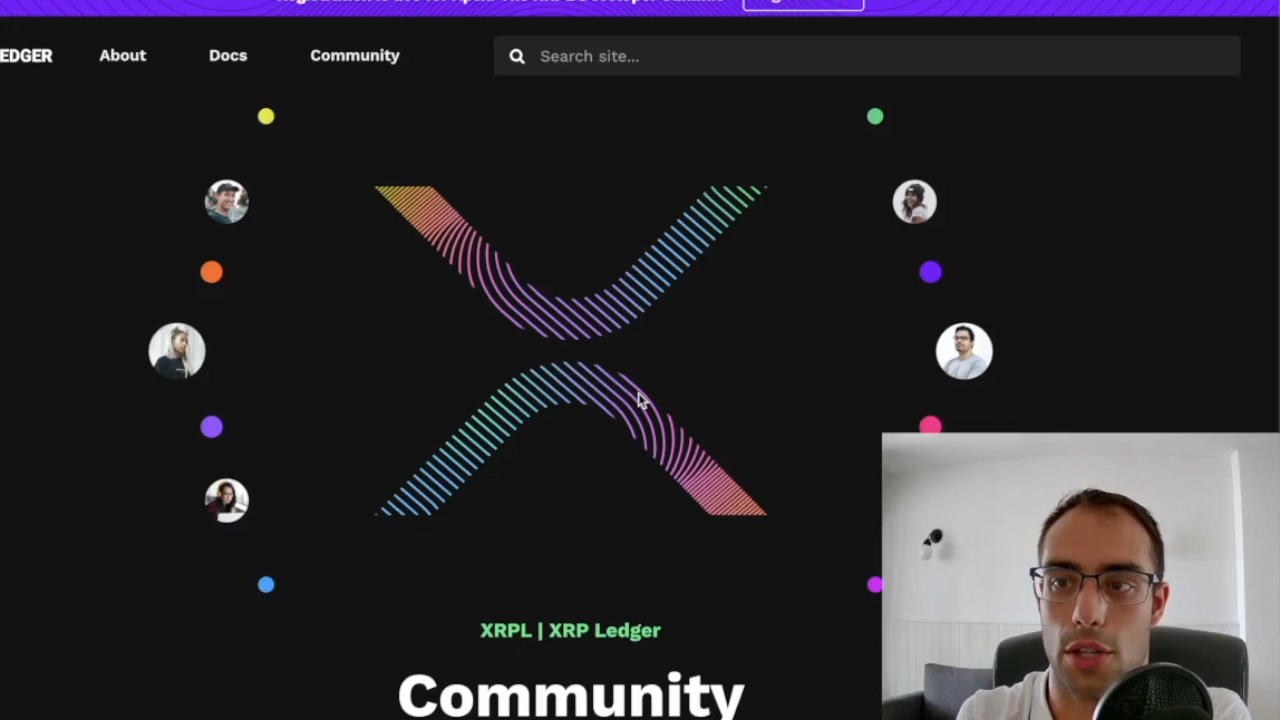 EDGER
About
Docs
Community
Search site...
XRPL | XRP Ledger
Community